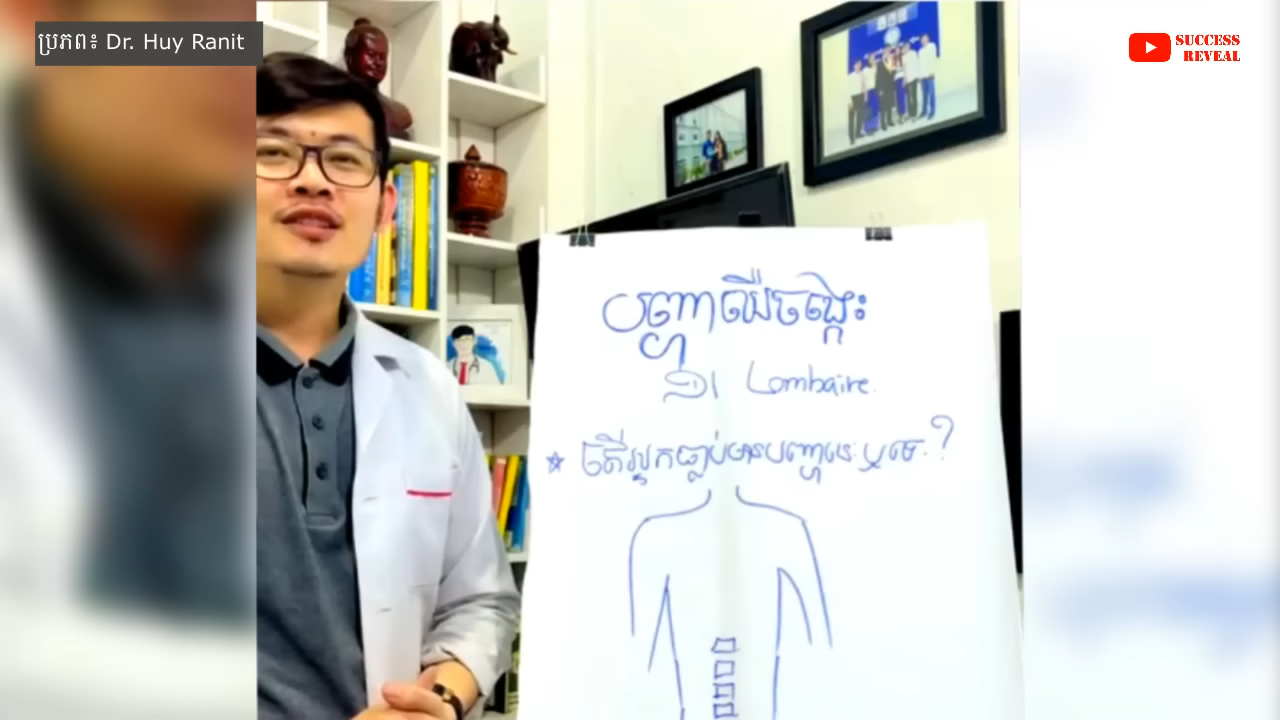 ប្រភព៖ Dr. Huy Ranit
SUCCESS
REVEAL
បញ្ហាឈឺចង្កេះ
ឬ Lombaire.
* តើអ្នកធ្លាប់មានបញ្ហានេះឬទេ?